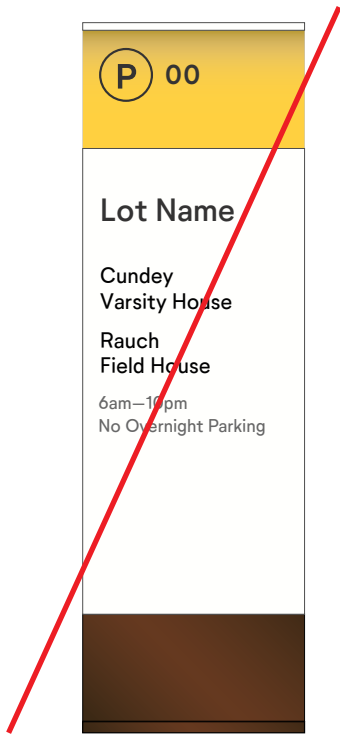 P 00
Lot Name
Cundey
Varsity House
Rauch
Field House
6am—10pm
No Overnight Parking